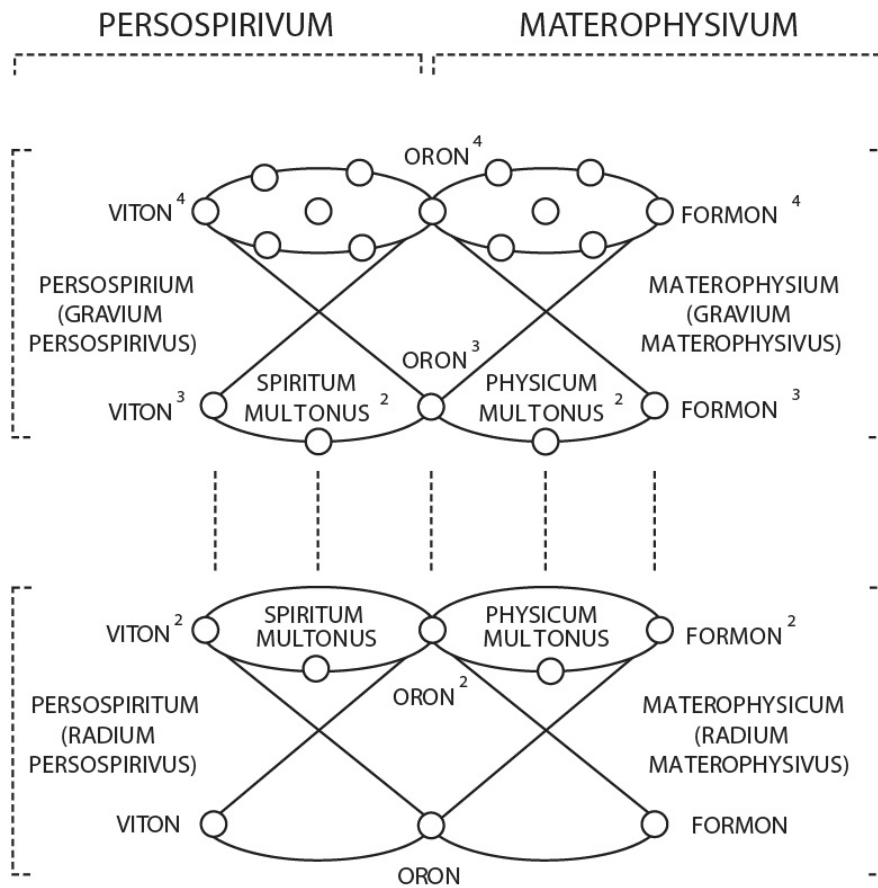 PERSOSPIRIVUM
MATEROPHYSIVUM
ORON 4
VITON 4
FORMON 4
PERSOSPIRIUM
(GRAVIUM
PERSOSPIRIVUS)
MATEROPHYSIUM
(GRAVIUM
MATEROPHYSIVUS)
ORON 3
SPIRITUM
MULTONUS 2
PHYSICUM
MULTONUS 2
VITON 3
FORMON 3
VITON 2
SPIRITUM
MULTONUS
PHYSICUM
MULTONUS
FORMON 2
ORON 2
PERSOSPIRITUM
(RADIUM
PERSOSPIRIVUS)
MATEROPHYSICUM
(RADIUM
MATEROPHYSIVUS)
VITON
FORMON
ORON